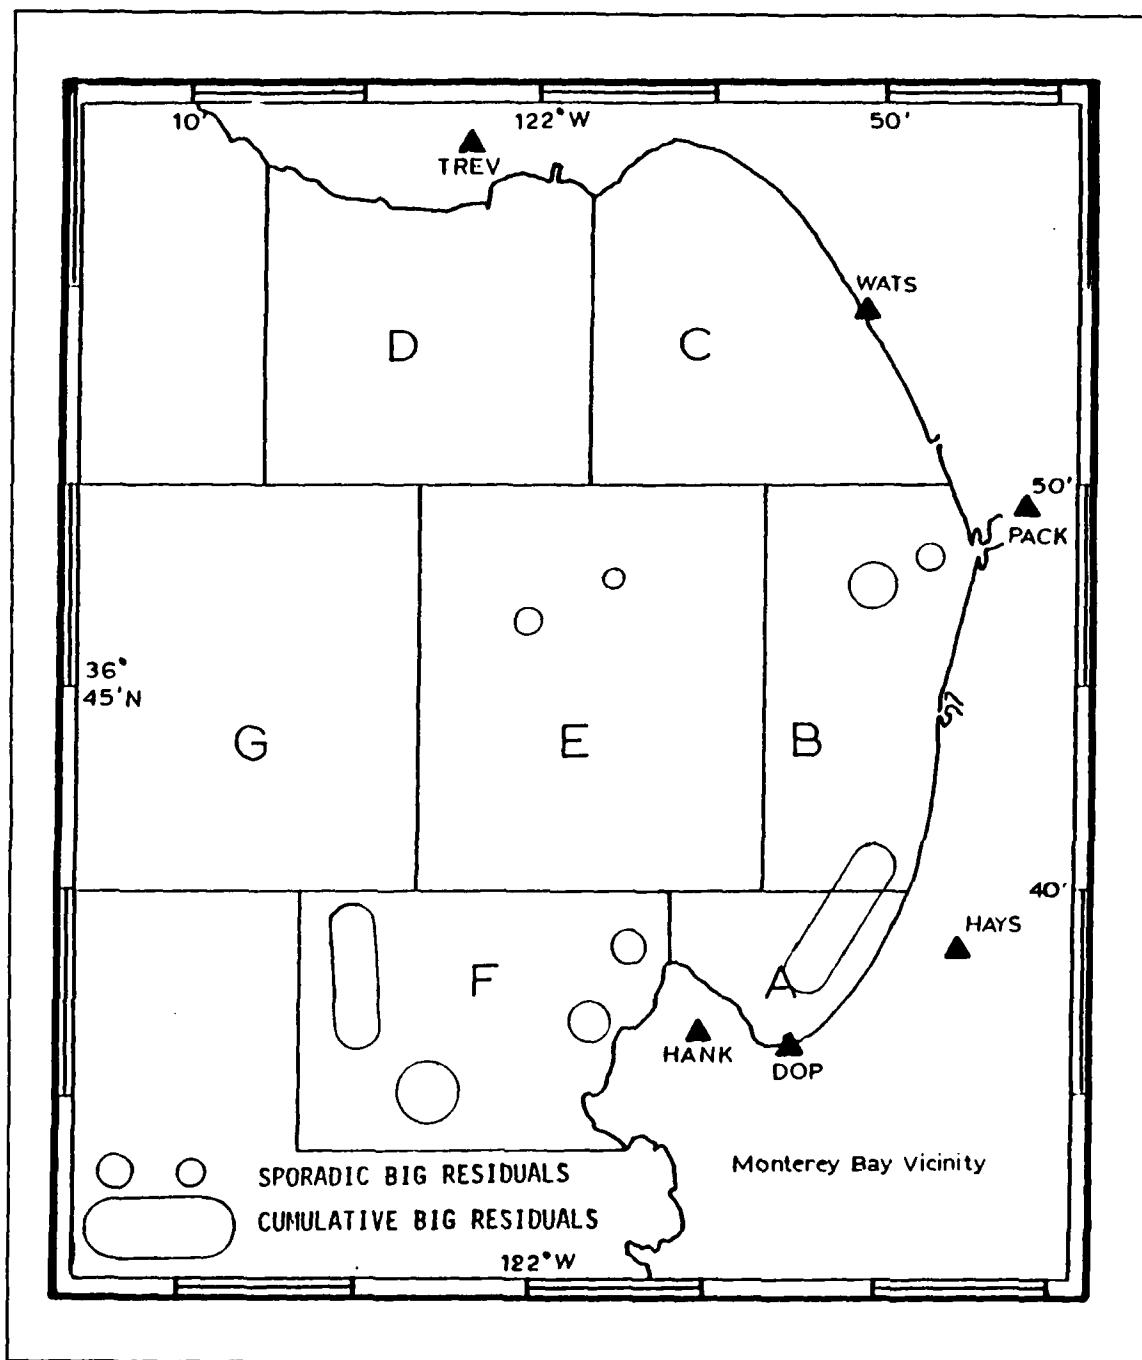 10'
122°W
50'
TREV
WATS
D
C
50'
PACK
36°
45'N
G
E
B
40'
HAYS
F
A
HANK
DOP
Monterey Bay Vicinity
SPORADIC BIG RESIDUALS
CUMULATIVE BIG RESIDUALS
122°W